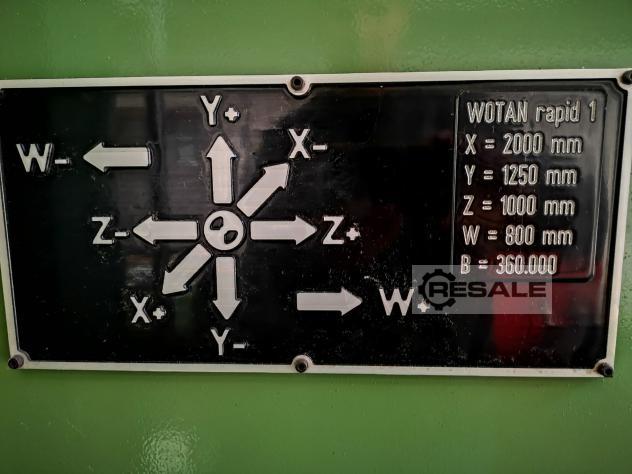 Y+
X-
W-
Z-
Z+
X+
W+
Y-
WOTAN rapid 1
X = 2000 mm
Y = 1250 mm
Z = 1000 mm
W = 800 mm
B = 360.000
RESALE